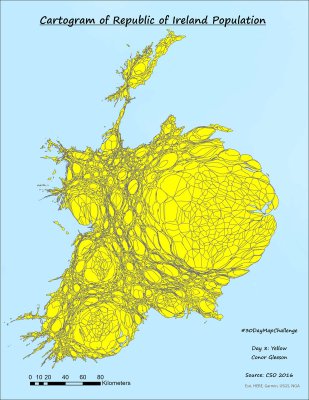 Cartogram of Republic of Ireland Population
#30DayMapChallenge
Day 3: Yellow
Conor Gleeson
Source: CSO 2016
Esri, HERE, Garmin, USGS, NGA
0 10 20 40 60 80
Kilometers